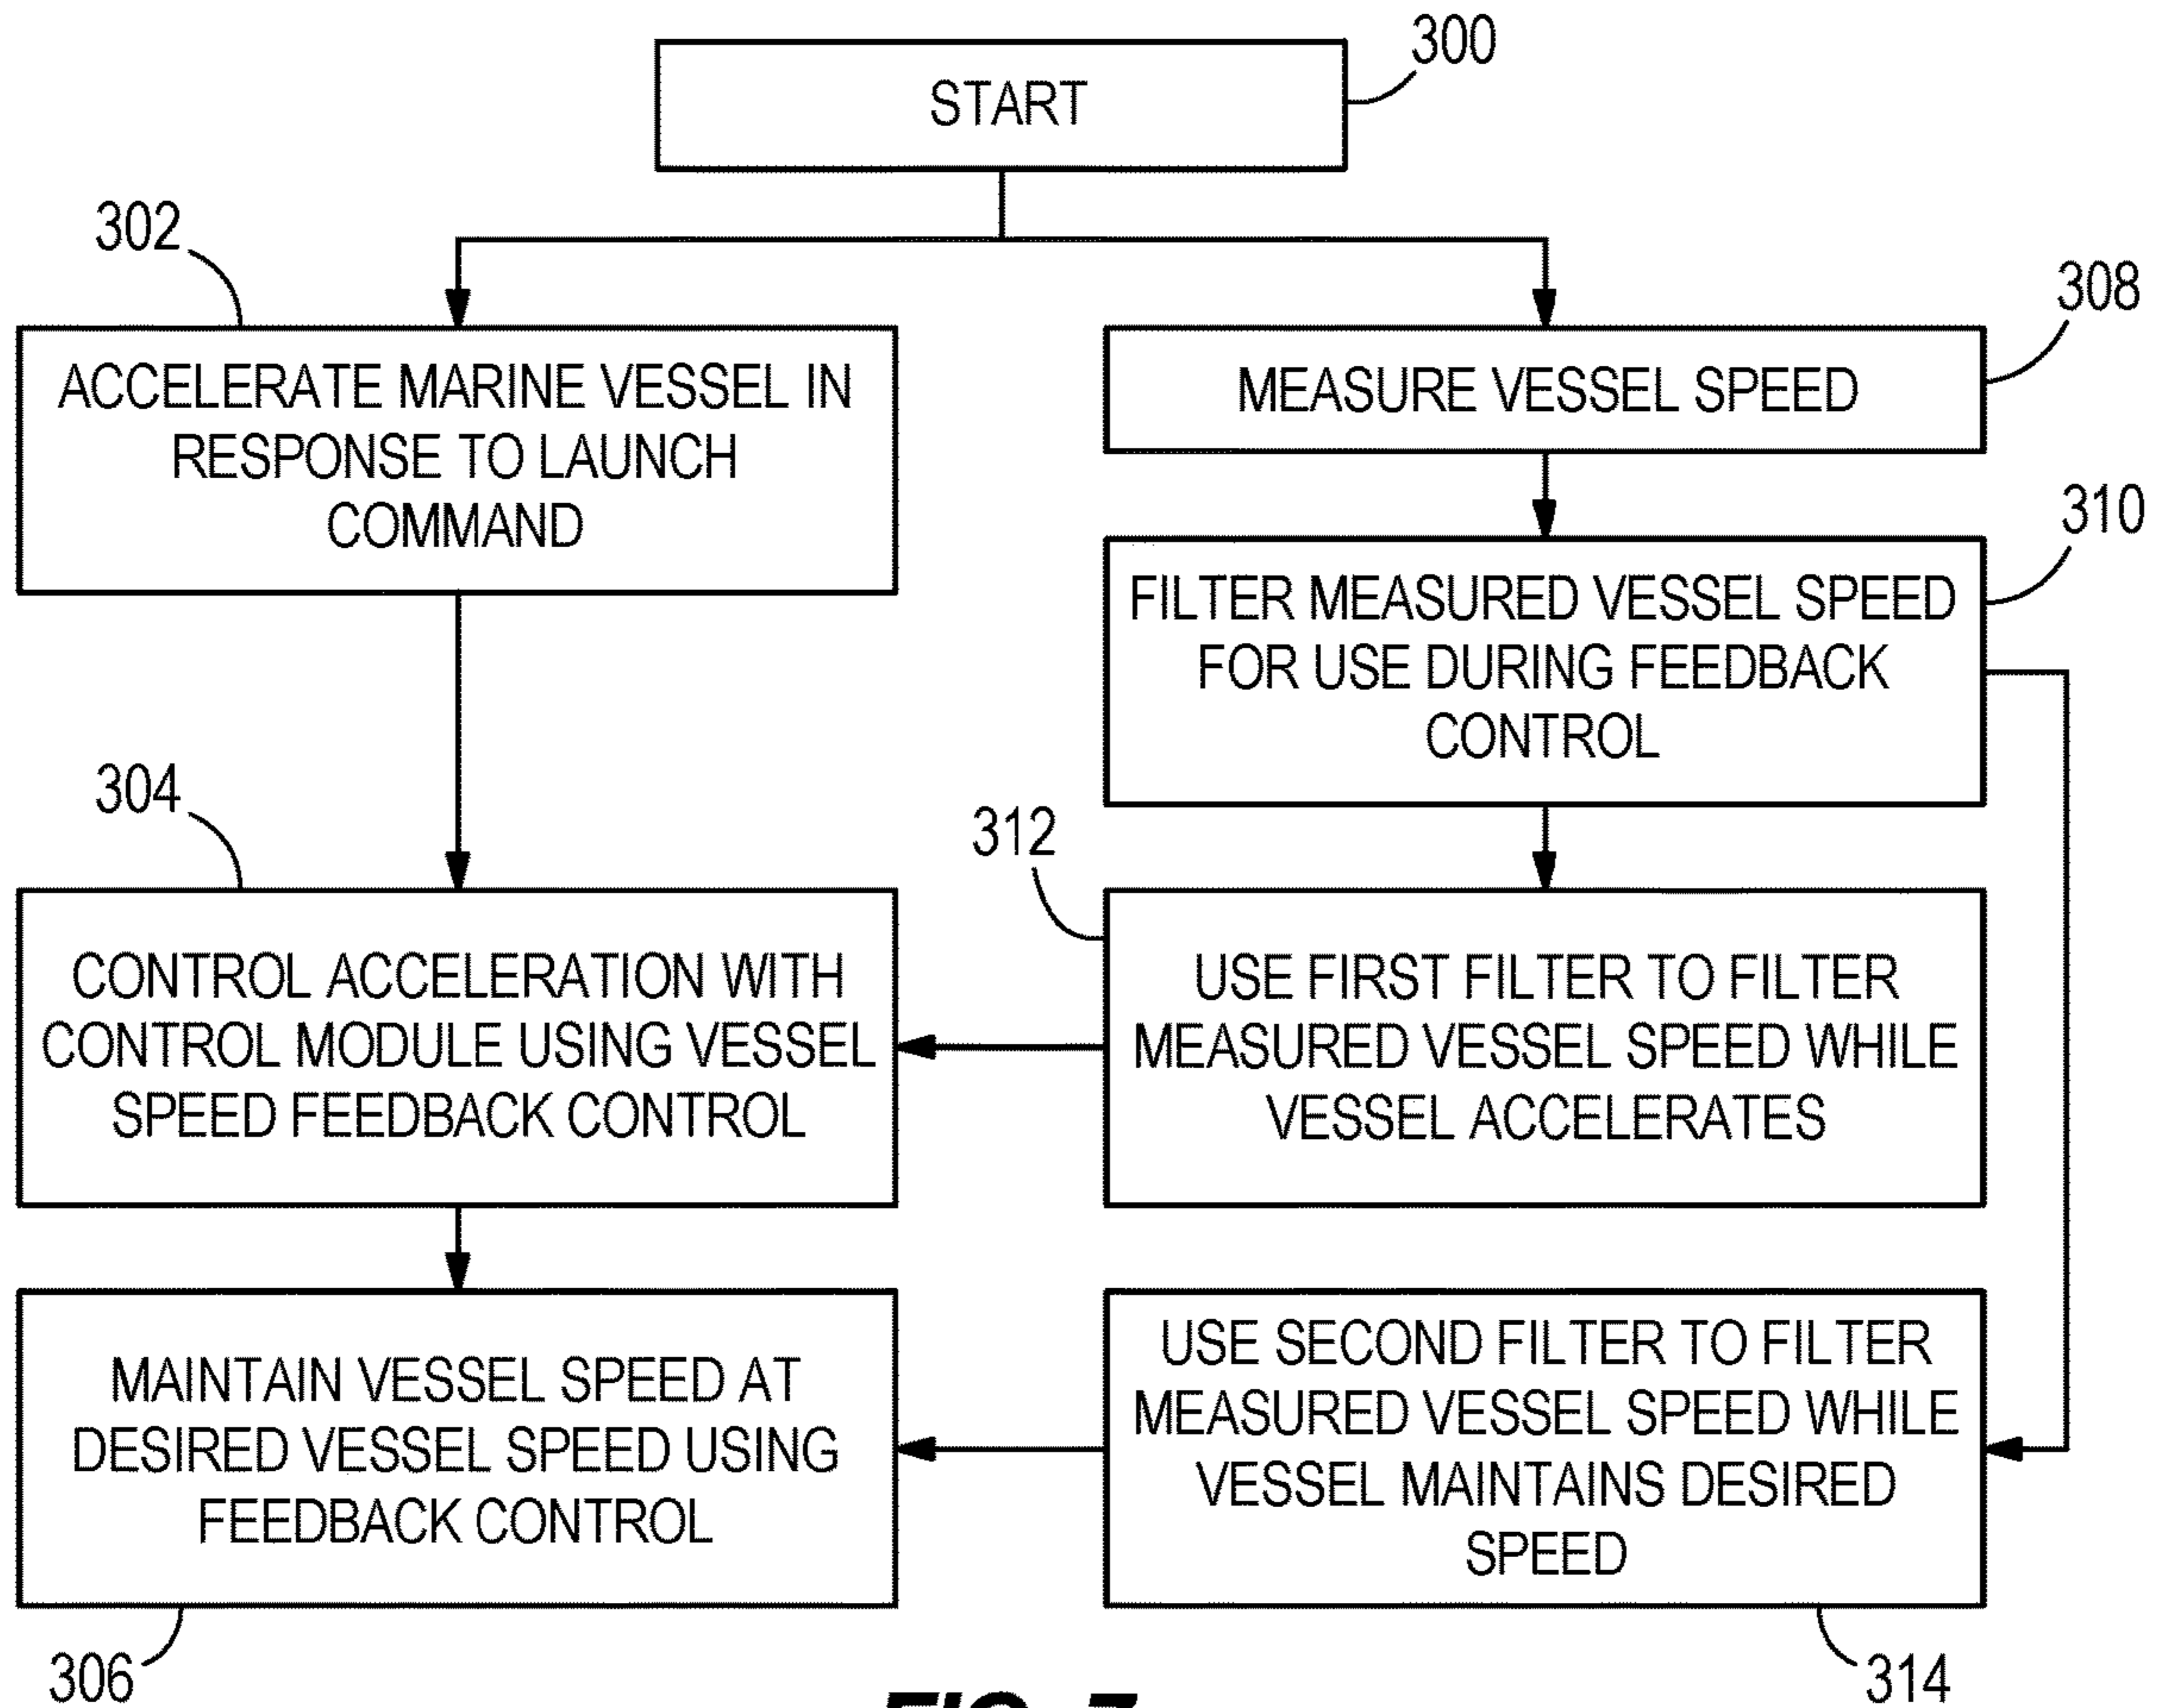 300
START
302
308
ACCELERATE MARINE VESSEL IN
RESPONSE TO LAUNCH
COMMAND
MEASURE VESSEL SPEED
310
FILTER MEASURED VESSEL SPEED
FOR USE DURING FEEDBACK
CONTROL
304
312
CONTROL ACCELERATION WITH
CONTROL MODULE USING VESSEL
SPEED FEEDBACK CONTROL
USE FIRST FILTER TO FILTER
MEASURED VESSEL SPEED WHILE
VESSEL ACCELERATES
MAINTAIN VESSEL SPEED AT
DESIRED VESSEL SPEED USING
FEEDBACK CONTROL
USE SECOND FILTER TO FILTER
MEASURED VESSEL SPEED WHILE
VESSEL MAINTAINS DESIRED
SPEED
306
314
FIG.